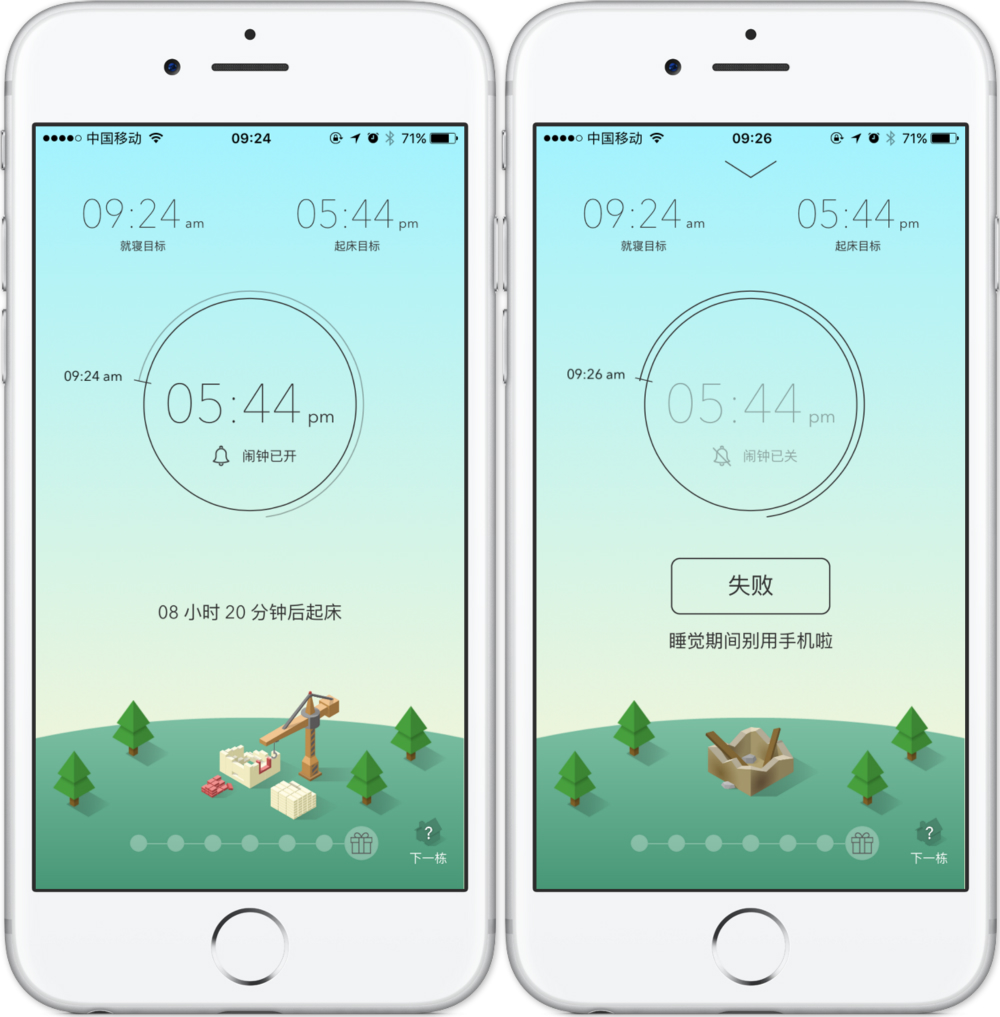 中国移动 09:24 71%
09:24 am 05:44 pm
就寝目标 起床目标
09:24 am
05:44 pm
闹钟已开
08 小时 20 分钟后起床
?
下一栋
中国移动 09:26 71%
09:24 am 05:44 pm
就寝目标 起床目标
09:26 am
05:44 pm
闹钟已关
失败
睡觉期间别用手机啦
?
下一栋